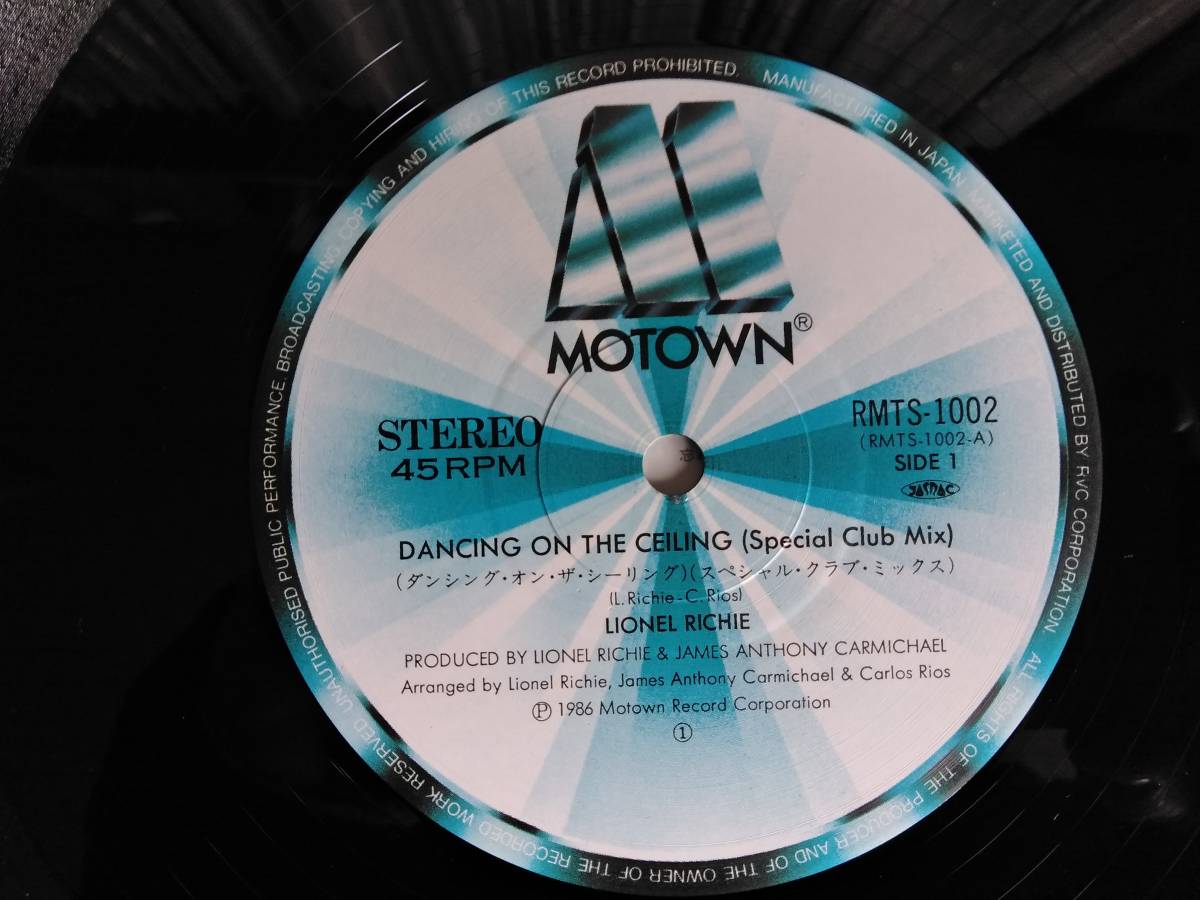 MOTOWN®
STEREO
45 RPM
RMTS-1002
(RMTS-1002-A)
SIDE 1
JASRAC
DANCING ON THE CEILING (Special Club Mix)
(ダンシング・オン・ザ・シーリング)(スペシャル・クラブ・ミックス)
(L. Richie - C. Rios)
LIONEL RICHIE
PRODUCED BY LIONEL RICHIE & JAMES ANTHONY CARMICHAEL
Arranged by Lionel Richie, James Anthony Carmichael & Carlos Rios
Ⓟ 1986 Motown Record Corporation
①
MANUFACTURED IN JAPAN. MARKETED AND DISTRIBUTED BY RVC CORPORATION. ALL RIGHTS OF THE PRODUCER AND OF THE OWNER OF THE RECORDED WORK RESERVED. UNAUTHORISED PUBLIC PERFORMANCE. BROADCASTING. COPYING AND HIRING OF THIS RECORD PROHIBITED.